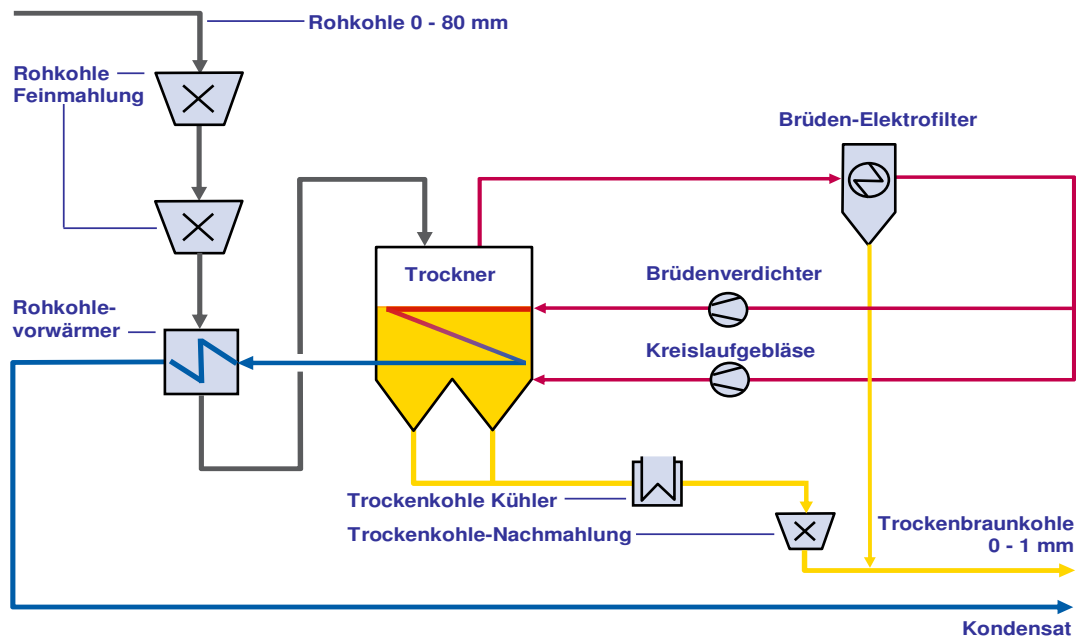 Rohkohle 0 - 80 mm
Rohkohle
Feinmahlung
Brüden-Elektrofilter
Trockner
Brüdenverdichter
Rohkohle-
vorwärmer
Kreislaufgebläse
Trockenkohle Kühler
Trockenkohle-Nachmahlung
Trockenbraunkohle
0 - 1 mm
Kondensat